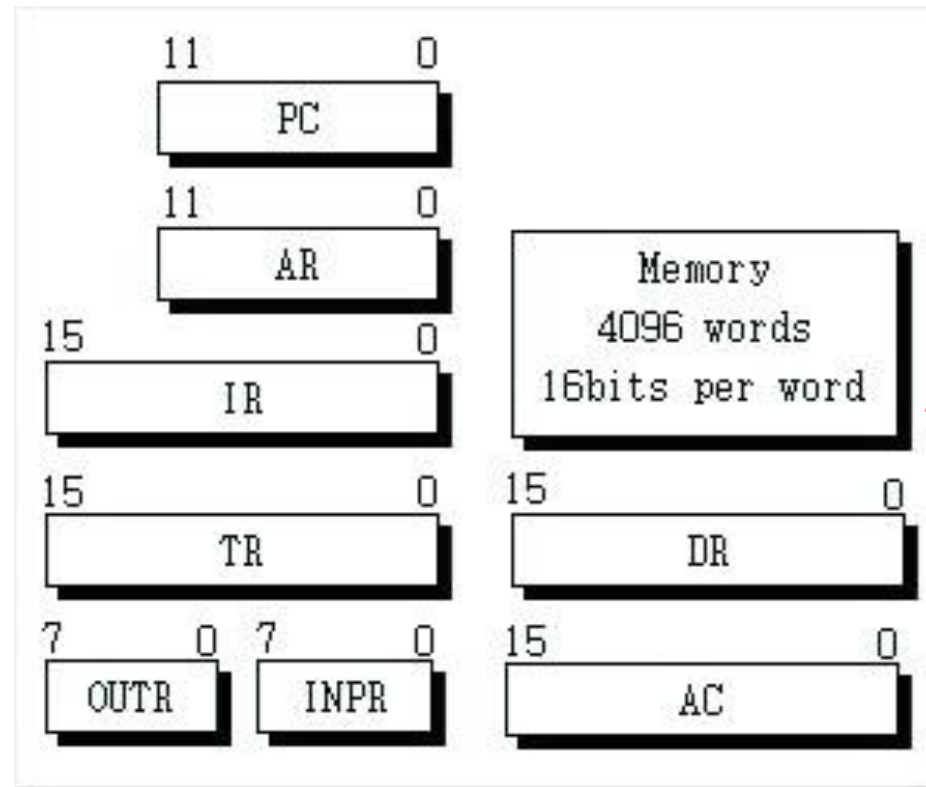 11 0
PC
11 0
AR
15 0
IR
Memory
4096 words
16bits per word
15 0
TR
15 0
DR
7 0
OUTR
7 0
INPR
15 0
AC